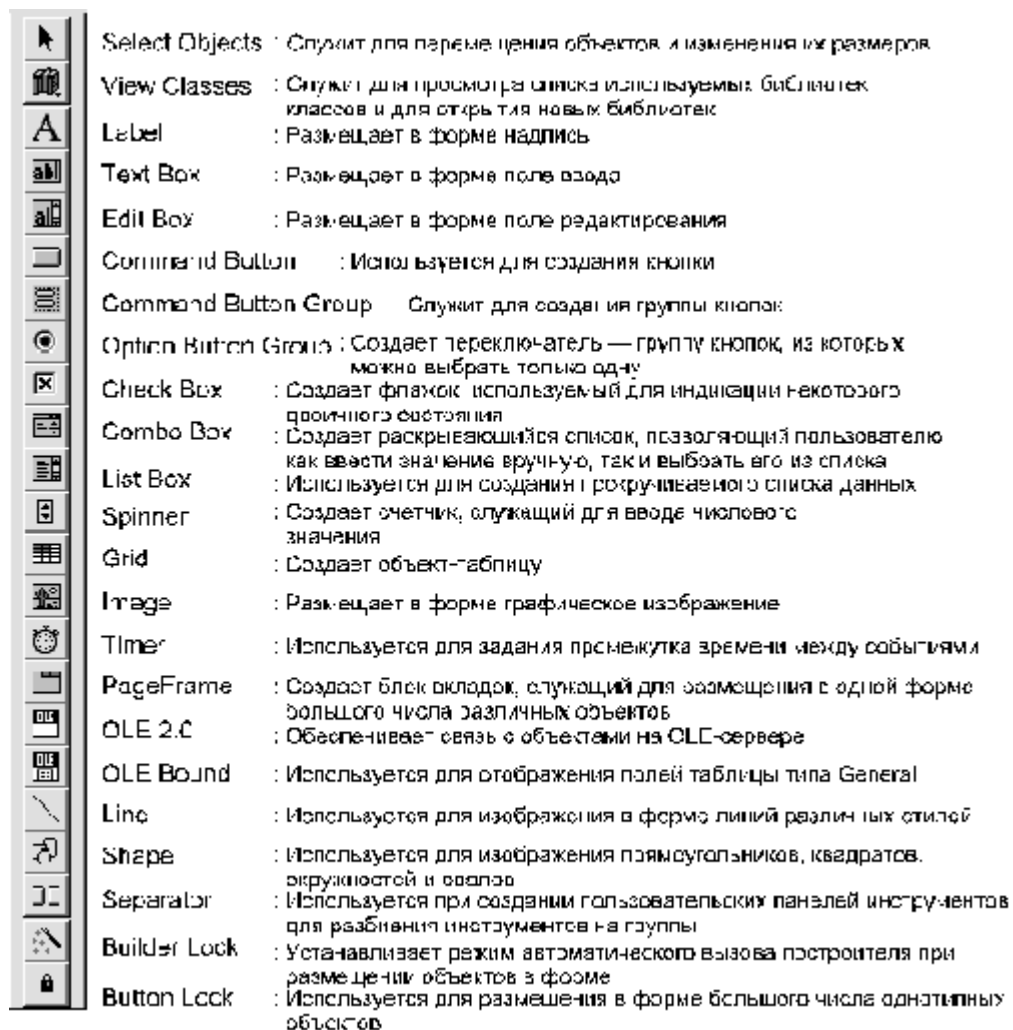 Select Objects : Служит для перемещения объектов и изменения их размеров
View Classes : Служит для просмотра списка используемых библиотек
классов и для открытия новых библиотек
Label : Размещает в форме надпись
Text Box : Размещает в форме поле ввода
Edit Box : Размещает в форме поле редактирования
Command Button : Используется для создания кнопки
Command Button Group Служит для создания группы кнопок
Option Button Group : Создает переключатель — группу кнопок, из которых
можно выбрать только одну
Check Box : Создает флажок, используемый для индикации некоторого
двоичного состояния
Combo Box : Создает раскрывающийся список, позволяющий пользователю
как ввести значение вручную, так и выбрать его из списка
List Box : Используется для создания прокручиваемого списка данных
Spinner : Создает счетчик, служащий для ввода числового
значения
Grid : Создает объект-таблицу
Image : Размещает в форме графическое изображение
Timer : Используется для задания промежутка времени между событиями
PageFrame : Создает блок вкладок, служащий для размещения в одной форме
большого числа различных объектов
OLE 2.0 : Обеспечивает связь с объектами на OLE-сервере
OLE Bound : Используется для отображения полей таблицы типа General
Line : Используется для изображения в форме линий различных стилей
Shape : Используется для изображения прямоугольников, квадратов,
окружностей и овалов
Separator : Используется при создании пользовательских панелей инструментов
для разбиения инструментов на группы
Builder Lock : Устанавливает режим автоматического вызова построителя при
размещении объектов в форме
Button Lock : Используется для размещения в форме большого числа однотипных
объектов